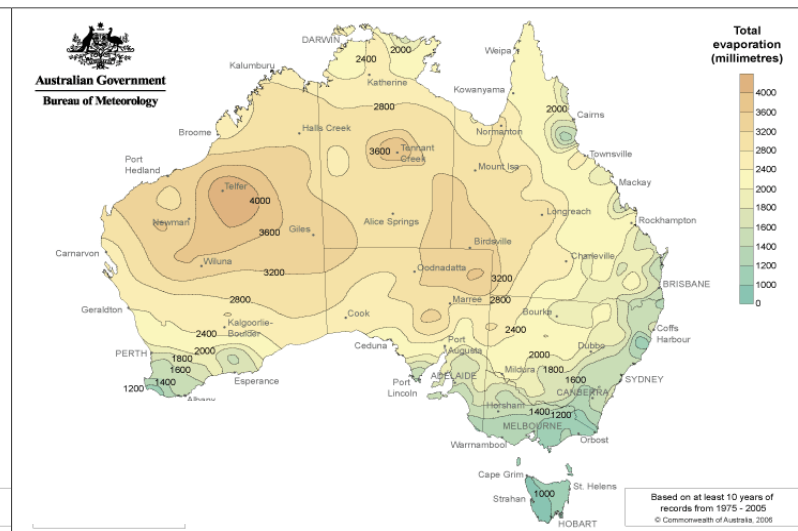 Australian Government
Bureau of Meteorology
Total
evaporation
(millimetres)
4000
3600
3200
2800
2400
2000
1800
1600
1400
1200
1000
0
DARWIN
2000
2400
Weipa
Kalumburu
Katherine
Kowanyama
2800
2000
Cairns
Broome
Halls Creek
Normanton
3600
Tennant
Creek
Townsville
Port
Hedland
Mount Isa
Telfer
Mackay
4000
Newman
Alice Springs
Longreach
Rockhampton
3600
Giles
Birdsville
Carnarvon
Wiluna
Oodnadatta
Charleville
3200
3200
BRISBANE
2800
Marree
2800
Geraldton
Cook
Bourke
Kalgoorlie-
Boulder
2400
2400
Coffs
Harbour
PERTH
2000
1800
Ceduna
Port
Augusta
2000
Dubbo
1600
Mildura
1800
1400
Esperance
ADELAIDE
1600
SYDNEY
1200
Port
Lincoln
CANBERRA
Albany
Horsham
1400
1200
MELBOURNE
Warrnambool
Orbost
Cape Grim
St. Helens
1000
Strahan
HOBART
Based on at least 10 years of
records from 1975 - 2005
© Commonwealth of Australia, 2006